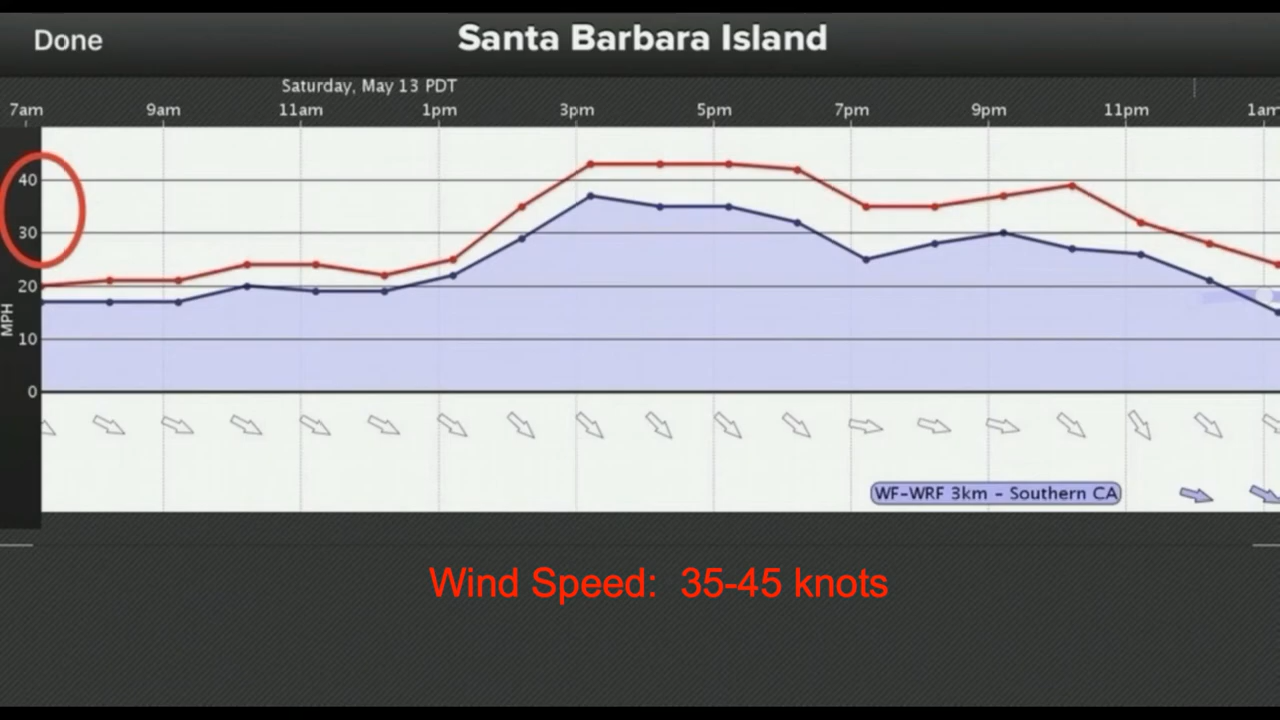 Done
Santa Barbara Island
Saturday, May 13 PDT
7am 9am 11am 1pm 3pm 5pm 7pm 9pm 11pm 1am
40
30
20
10
0
MPH
WF-WRF 3km - Southern CA
Wind Speed: 35-45 knots